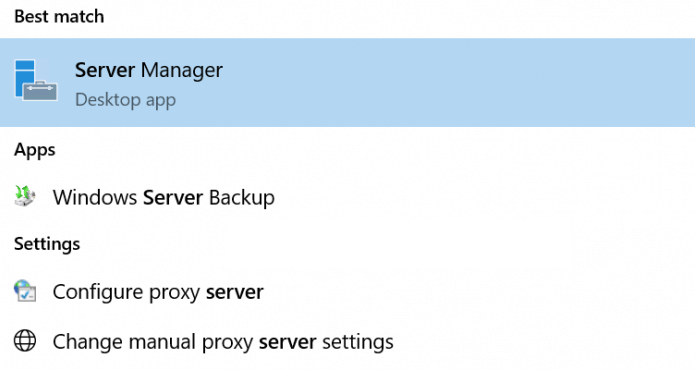 Best match
Server Manager
Desktop app
Apps
Windows Server Backup
Settings
Configure proxy server
Change manual proxy server settings